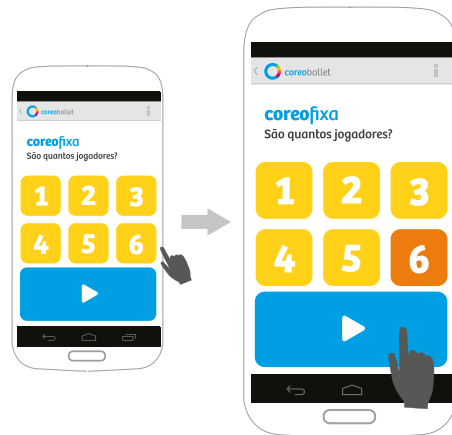 coreoballet
coreofixa
São quantos jogadores?
1 2 3
4 5 6
coreoballet
coreofixa
São quantos jogadores?
1 2 3
4 5 6